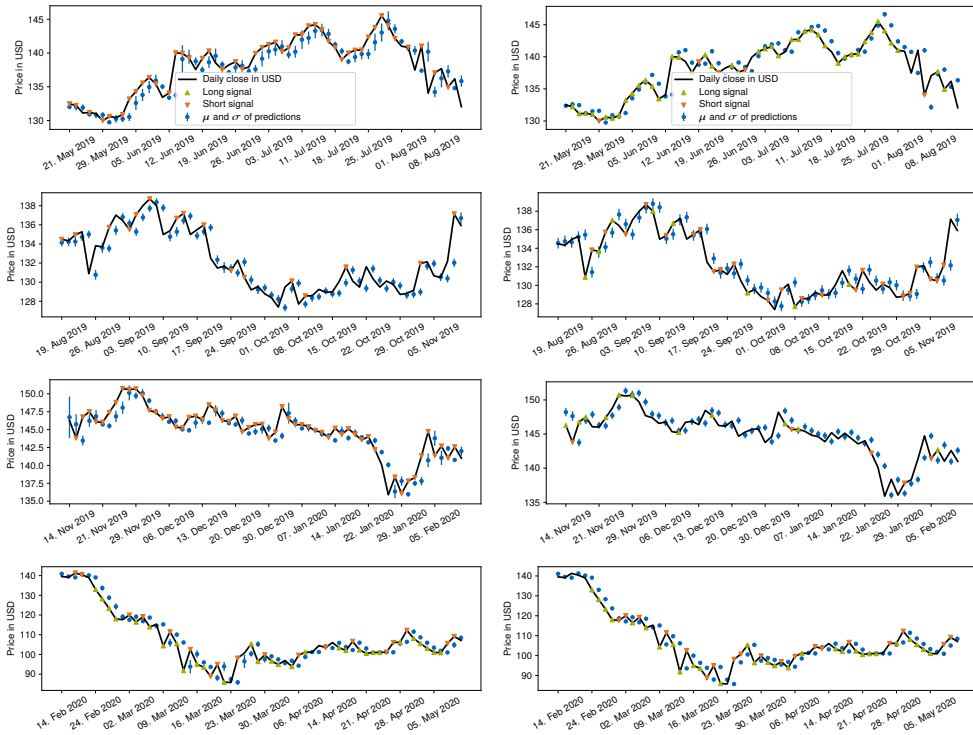 145
140
135
130
Price in USD
Daily close in USD
Long signal
Short signal
μ and σ of predictions
21. May 2019
29. May 2019
05. Jun 2019
12. Jun 2019
19. Jun 2019
25. Jun 2019
03. Jul 2019
11. Jul 2019
18. Jul 2019
25. Jul 2019
01. Aug 2019
08. Aug 2019
145
140
135
130
Price in USD
Daily close in USD
Long signal
Short signal
μ and σ of predictions
21. May 2019
29. May 2019
05. Jun 2019
12. Jun 2019
19. Jun 2019
25. Jun 2019
03. Jul 2019
11. Jul 2019
18. Jul 2019
25. Jul 2019
01. Aug 2019
08. Aug 2019
138
136
134
132
130
128
Price in USD
19. Aug 2019
26. Aug 2019
03. Sep 2019
10. Sep 2019
17. Sep 2019
24. Sep 2019
01. Oct 2019
08. Oct 2019
15. Oct 2019
22. Oct 2019
29. Oct 2019
05. Nov 2019
138
136
134
132
130
128
Price in USD
19. Aug 2019
26. Aug 2019
03. Sep 2019
10. Sep 2019
17. Sep 2019
24. Sep 2019
01. Oct 2019
08. Oct 2019
15. Oct 2019
22. Oct 2019
29. Oct 2019
05. Nov 2019
150.0
147.5
145.0
142.5
140.0
137.5
135.0
Price in USD
14. Nov 2019
21. Nov 2019
29. Nov 2019
06. Dec 2019
13. Dec 2019
20. Dec 2019
30. Dec 2019
07. Jan 2020
14. Jan 2020
22. Jan 2020
29. Jan 2020
05. Feb 2020
150
145
140
135
Price in USD
14. Nov 2019
21. Nov 2019
29. Nov 2019
06. Dec 2019
13. Dec 2019
20. Dec 2019
30. Dec 2019
07. Jan 2020
14. Jan 2020
22. Jan 2020
29. Jan 2020
05. Feb 2020
140
130
120
110
100
90
Price in USD
14. Feb 2020
24. Feb 2020
02. Mar 2020
09. Mar 2020
16. Mar 2020
23. Mar 2020
30. Mar 2020
06. Apr 2020
14. Apr 2020
21. Apr 2020
28. Apr 2020
05. May 2020
140
130
120
110
100
90
Price in USD
14. Feb 2020
24. Feb 2020
02. Mar 2020
09. Mar 2020
16. Mar 2020
23. Mar 2020
30. Mar 2020
06. Apr 2020
14. Apr 2020
21. Apr 2020
28. Apr 2020
05. May 2020